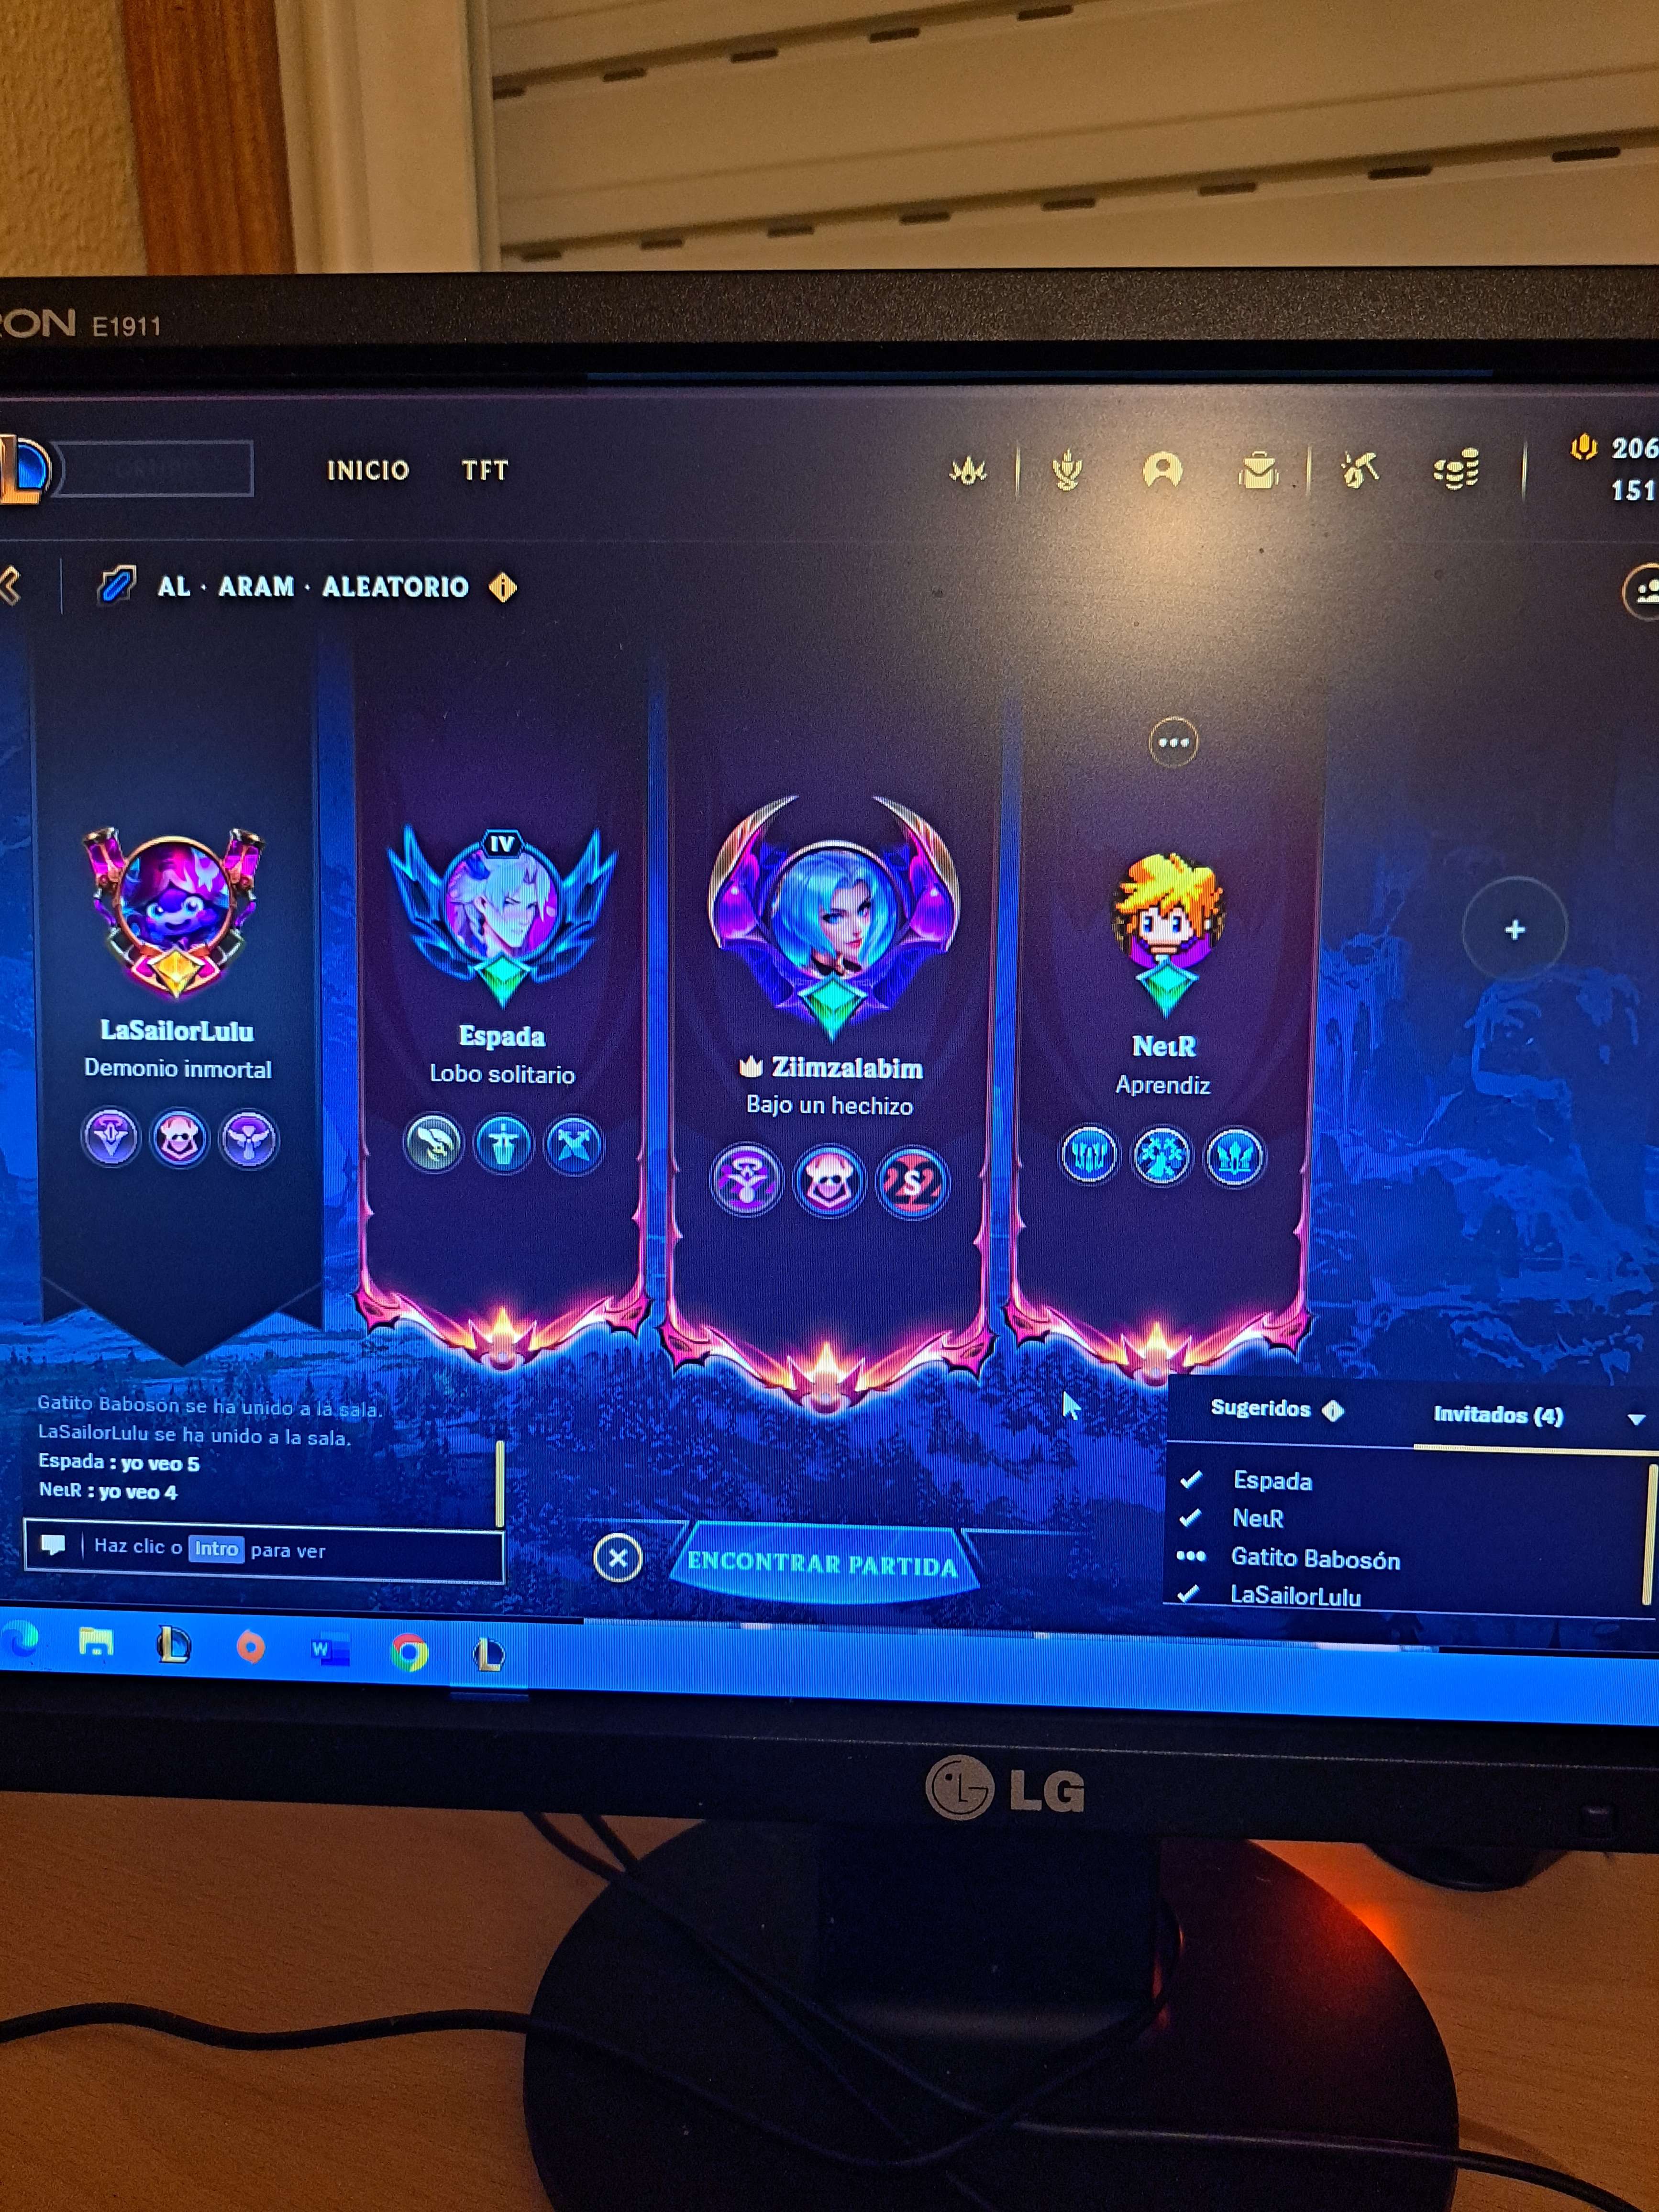 RON E1911
INICIO TFT
206
151
AL · ARAM · ALEATORIO
IV
LaSailorLulu
Demonio inmortal
Espada
Lobo solitario
Ziimzalabim
Bajo un hechizo
NeιR
Aprendiz
Gatito Babosón se ha unido a la sala.
LaSailorLulu se ha unido a la sala.
Espada : yo veo 5
NeιR : yo veo 4
Haz clic o Intro para ver
ENCONTRAR PARTIDA
Sugeridos Invitados (4)
Espada
NeιR
Gatito Babosón
LaSailorLulu
LG